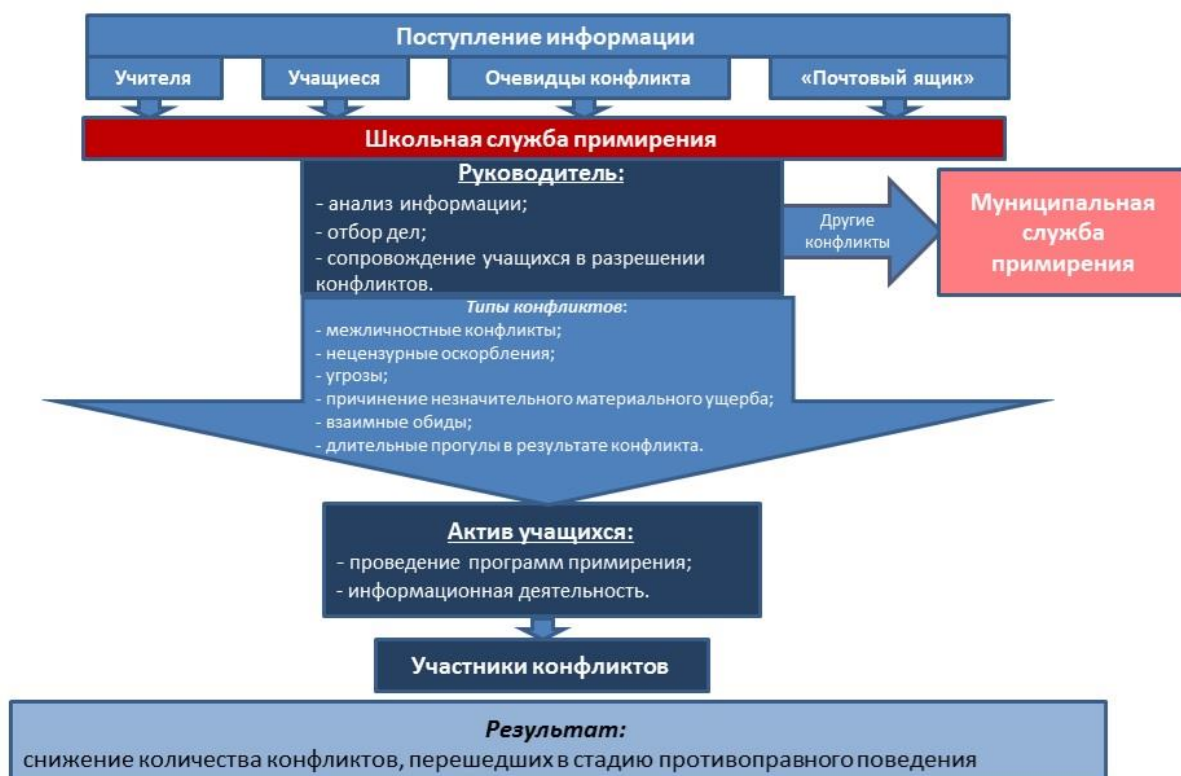 Поступление информации
Учителя
Учащиеся
Очевидцы конфликта
«Почтовый ящик»
Школьная служба примирения
Руководитель:
- анализ информации;
- отбор дел;
- сопровождение учащихся в разрешении
конфликтов.
Другие
конфликты
Муниципальная
служба
примирения
Типы конфликтов:
- межличностные конфликты;
- нецензурные оскорбления;
- угрозы;
- причинение незначительного материального ущерба;
- взаимные обиды;
- длительные прогулы в результате конфликта.
Актив учащихся:
- проведение программ примирения;
- информационная деятельность.
Участники конфликтов
Результат:
снижение количества конфликтов, перешедших в стадию противоправного поведения